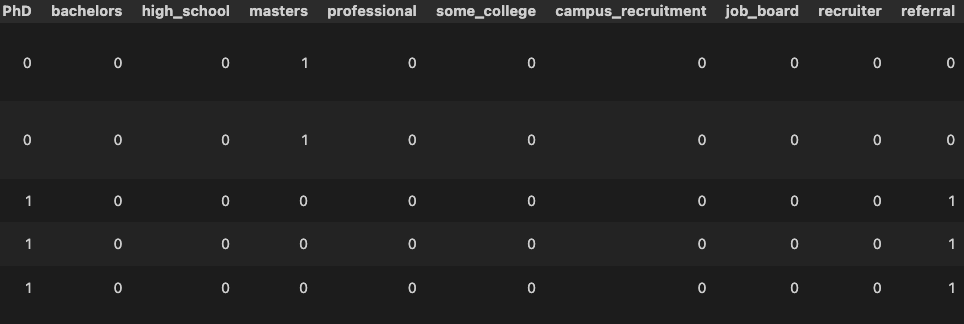 PhD bachelors high_school masters professional some_college campus_recruitment job_board recruiter referral
0 0 0 1 0 0 0 0 0 0
0 0 0 1 0 0 0 0 0 0
1 0 0 0 0 0 0 0 0 1
1 0 0 0 0 0 0 0 0 1
1 0 0 0 0 0 0 0 0 1